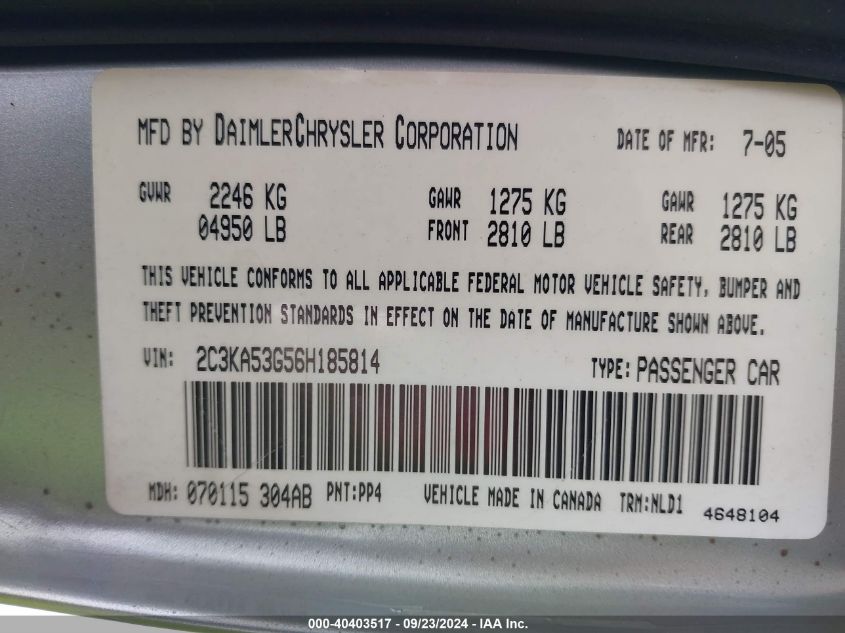 MFD BY DAIMLERCHRYSLER CORPORATION DATE OF MFR: 7-05
GVWR 2246 KG GAWR 1275 KG GAWR 1275 KG
04950 LB FRONT 2810 LB REAR 2810 LB
THIS VEHICLE CONFORMS TO ALL APPLICABLE FEDERAL MOTOR VEHICLE SAFETY, BUMPER AND
THEFT PREVENTION STANDARDS IN EFFECT ON THE DATE OF MANUFACTURE SHOWN ABOVE.
VIN: 2C3KA53G56H185814 TYPE: PASSENGER CAR
MDH: 070115 304AB PNT:PP4 VEHICLE MADE IN CANADA TRM:NLD1 4648104
000-40403517 - 09/23/2024 - IAA Inc.